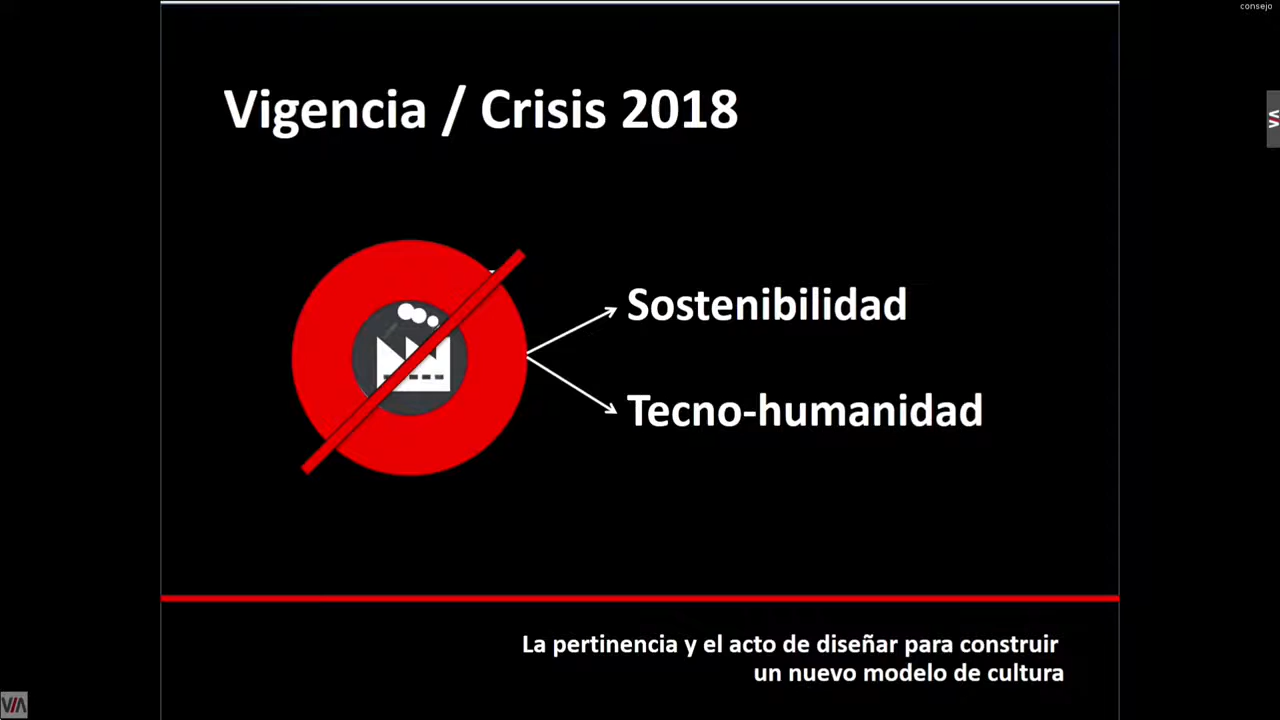 consejo
Vigencia / Crisis 2018
Sostenibilidad
Tecno-humanidad
La pertinencia y el acto de diseñar para construir
un nuevo modelo de cultura
VIA